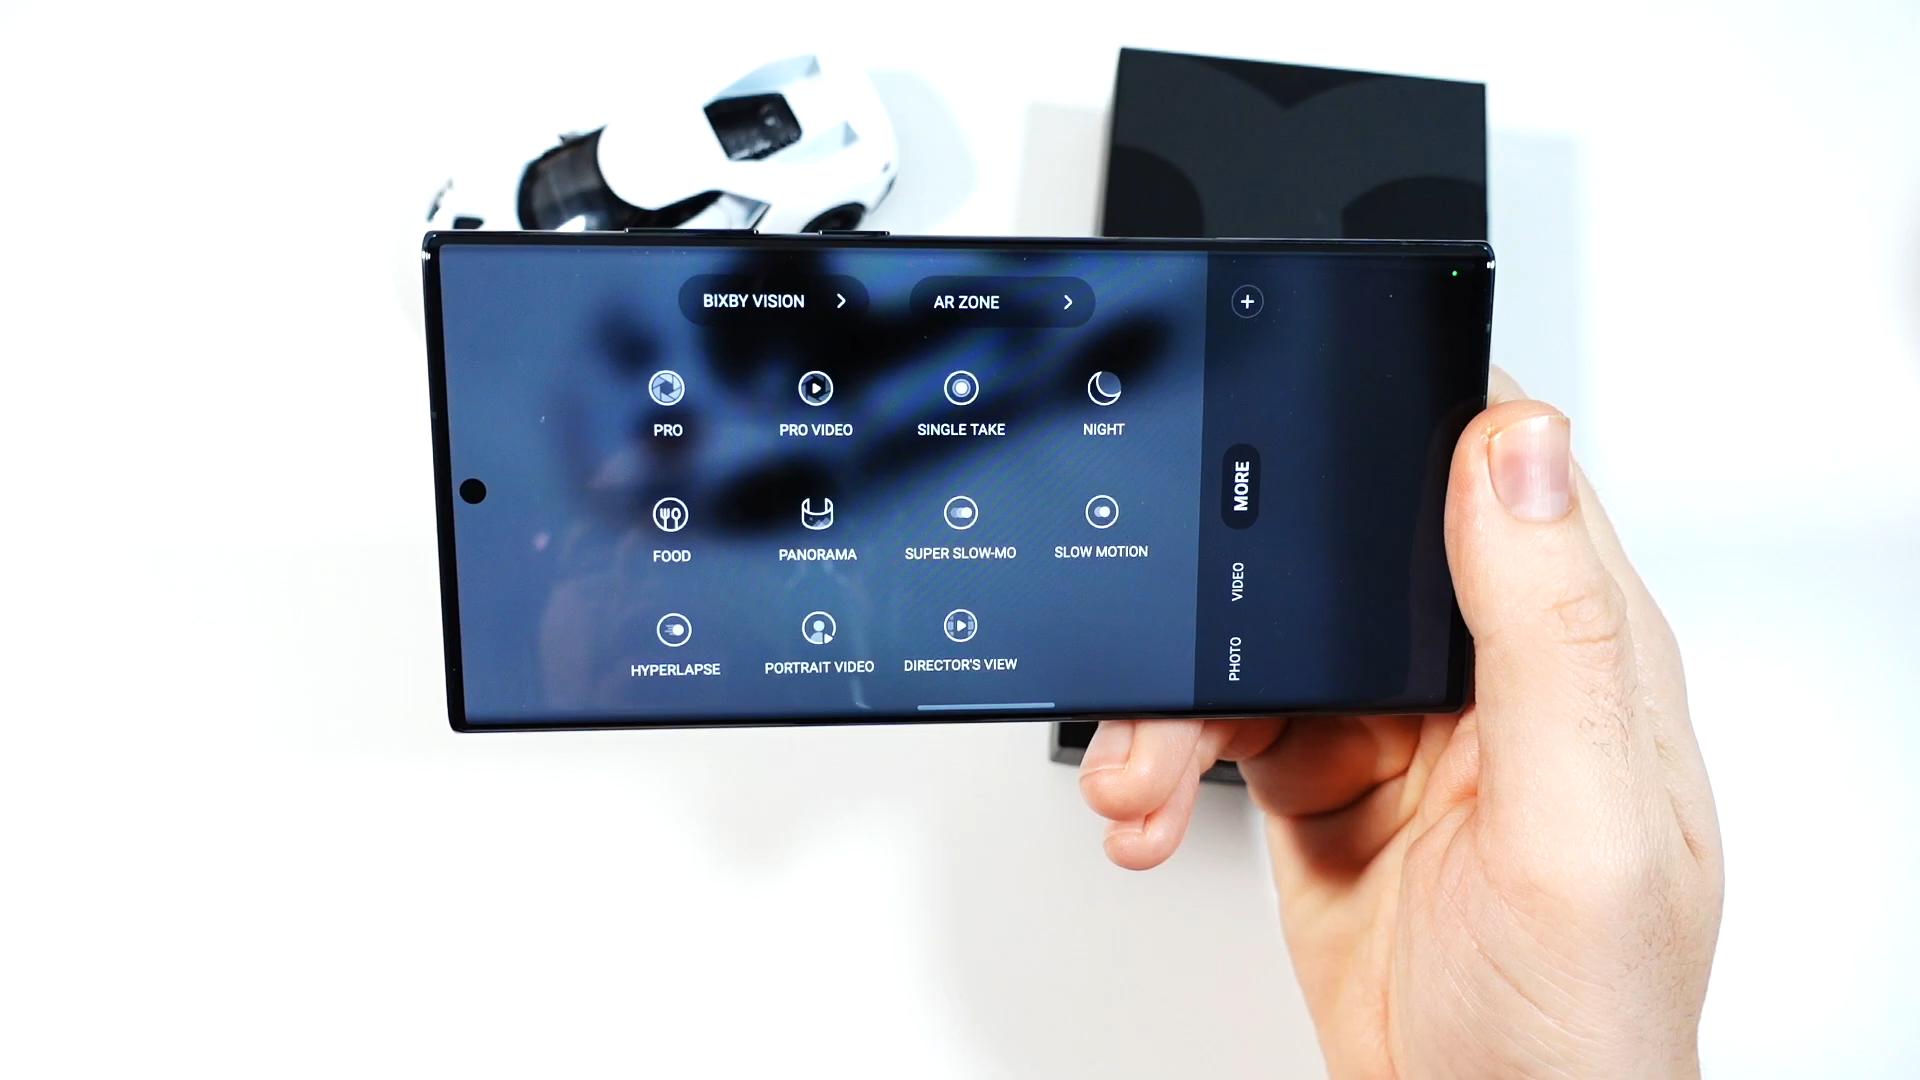 BIXBY VISION
AR ZONE
PRO
PRO VIDEO
SINGLE TAKE
NIGHT
FOOD
PANORAMA
SUPER SLOW-MO
SLOW MOTION
HYPERLAPSE
PORTRAIT VIDEO
DIRECTOR'S VIEW
MORE
VIDEO
PHOTO